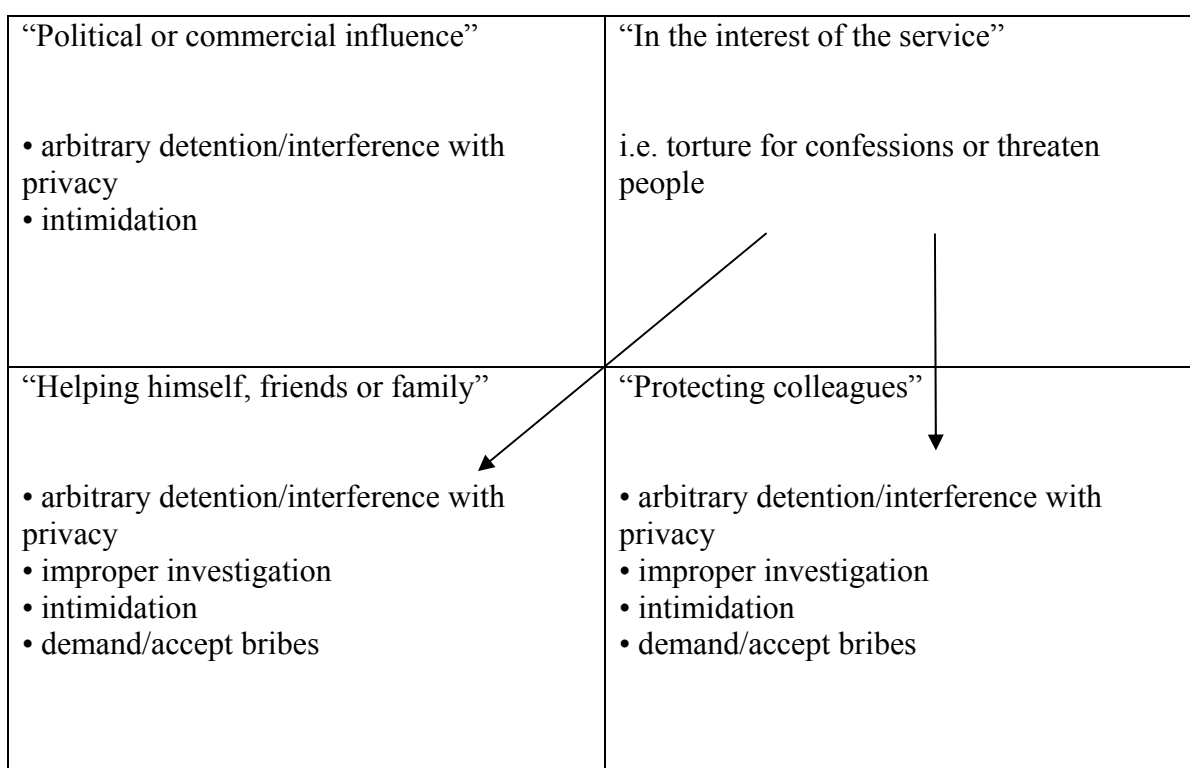 “Political or commercial influence”
• arbitrary detention/interference with
privacy
• intimidation
“In the interest of the service”
i.e. torture for confessions or threaten
people
“Helping himself, friends or family”
• arbitrary detention/interference with
privacy
• improper investigation
• intimidation
• demand/accept bribes
“Protecting colleagues”
• arbitrary detention/interference with
privacy
• improper investigation
• intimidation
• demand/accept bribes